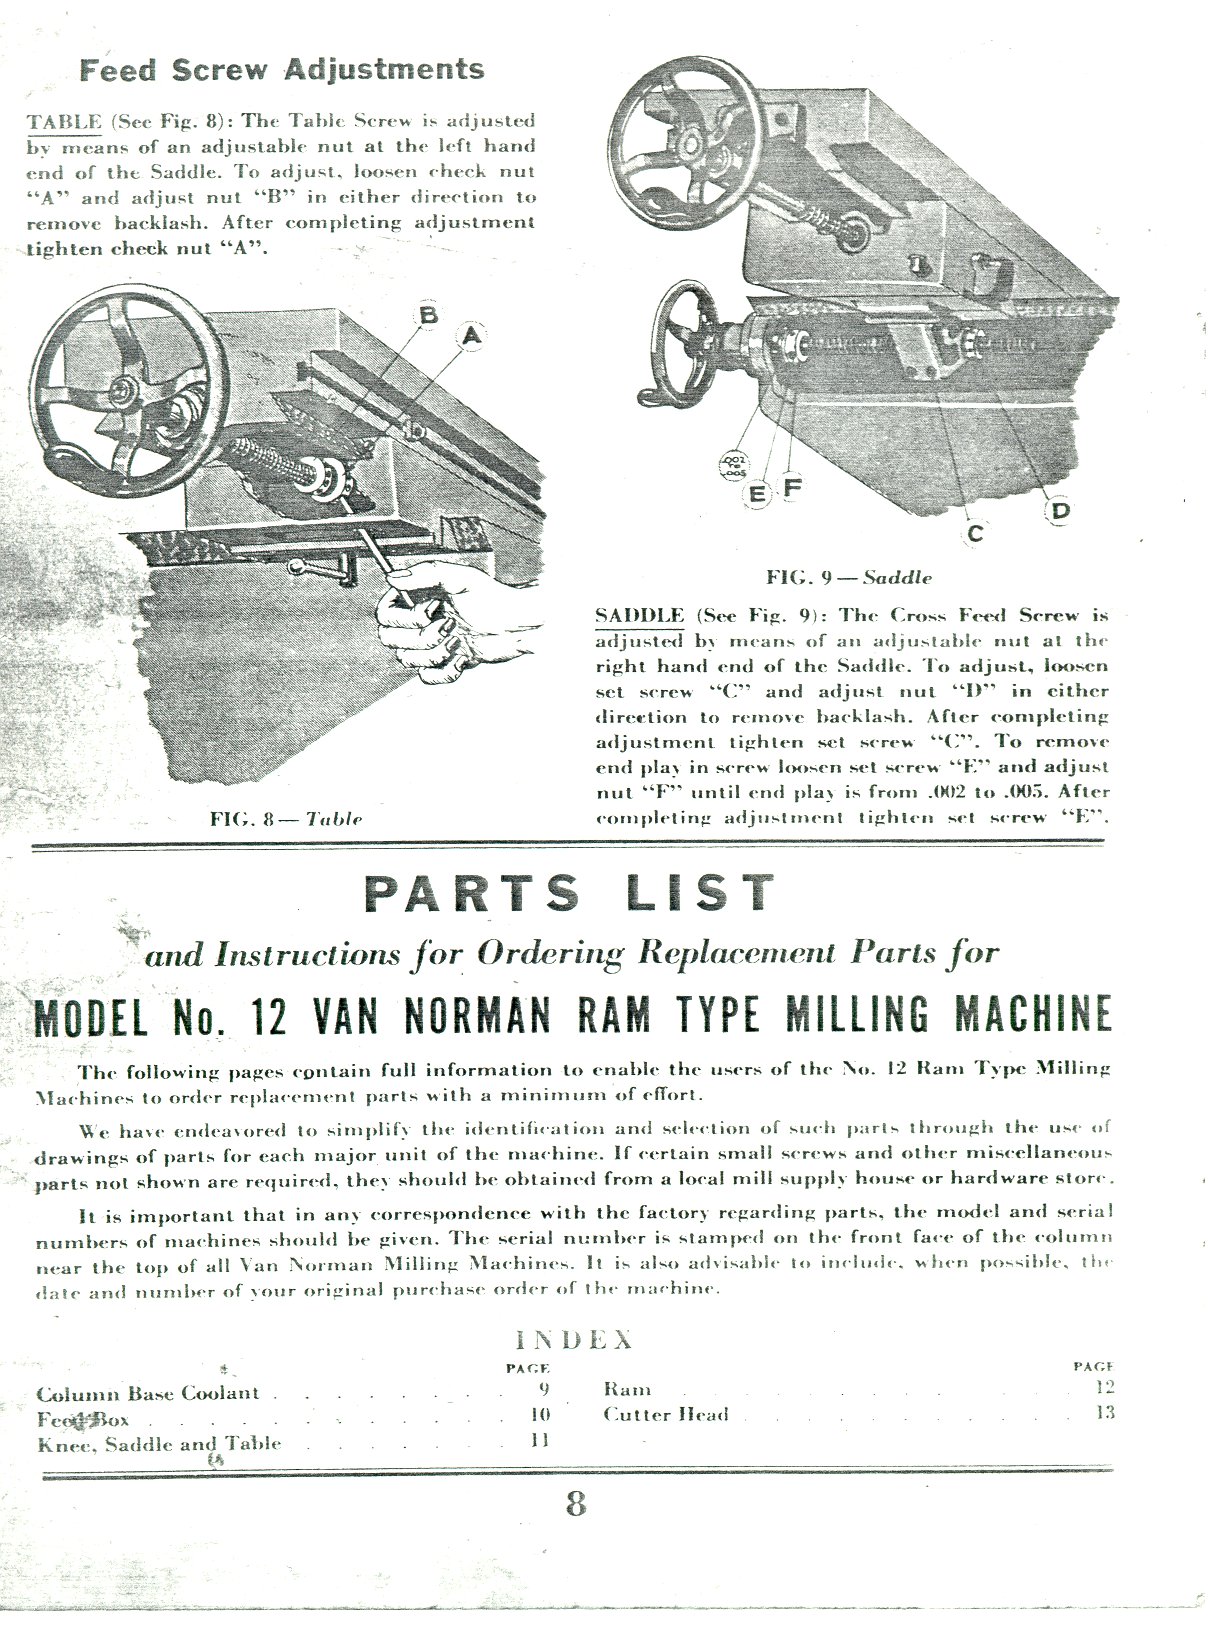 Feed Screw Adjustments
TABLE (See Fig. 8): The Table Screw is adjusted
by means of an adjustable nut at the left hand
end of the Saddle. To adjust, loosen check nut
“A” and adjust nut “B” in either direction to
remove backlash. After completing adjustment
tighten check nut “A”.
B
A
FIG. 8 — Table
.002
TO
.005
E
F
C
D
FIG. 9 — Saddle
SADDLE (See Fig. 9): The Cross Feed Screw is
adjusted by means of an adjustable nut at the
right hand end of the Saddle. To adjust, loosen
set screw “C” and adjust nut “D” in either
direction to remove backlash. After completing
adjustment tighten set screw “C”. To remove
end play in screw loosen set screw “E” and adjust
nut “F” until end play is from .002 to .005. After
completing adjustment tighten set screw “E”.
PARTS LIST
and Instructions for Ordering Replacement Parts for
MODEL No. 12 VAN NORMAN RAM TYPE MILLING MACHINE
The following pages contain full information to enable the users of the No. 12 Ram Type Milling
Machines to order replacement parts with a minimum of effort.
We have endeavored to simplify the identification and selection of such parts through the use of
drawings of parts for each major unit of the machine. If certain small screws and other miscellaneous
parts not shown are required, they should be obtained from a local mill supply house or hardware store.
It is important that in any correspondence with the factory regarding parts, the model and serial
numbers of machines should be given. The serial number is stamped on the front face of the column
near the top of all Van Norman Milling Machines. It is also advisable to include, when possible, the
date and number of your original purchase order of the machine.
INDEX
PAGE
Column Base Coolant . . . . . . . . 9
Feed Box . . . . . . . . . . . 10
Knee, Saddle and Table . . . . . . . 11
PAGE
Ram . . . . . . . . . . . 12
Cutter Head . . . . . . . . . 13
8